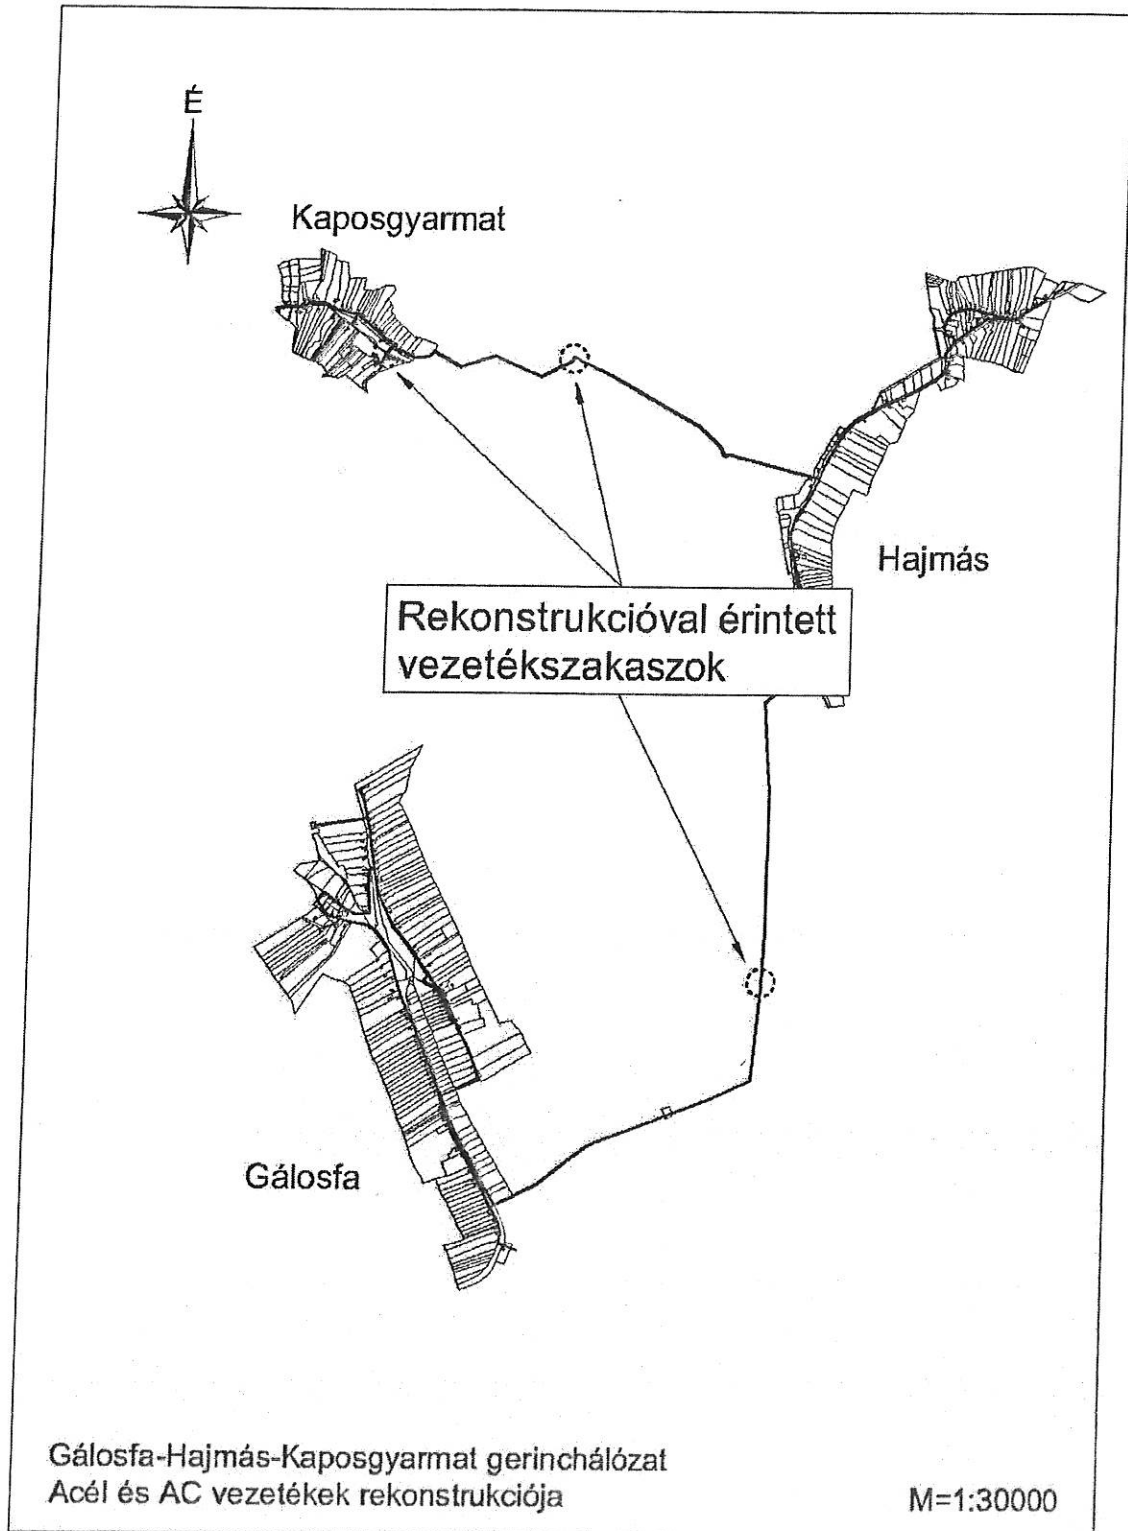 É
Kaposgyarmat
Hajmás
Rekonstrukcióval érintett
vezetékszakaszok
Gálosfa
Gálosfa-Hajmás-Kaposgyarmat gerinchálózat
Acél és AC vezetékek rekonstrukciója
M=1:30000